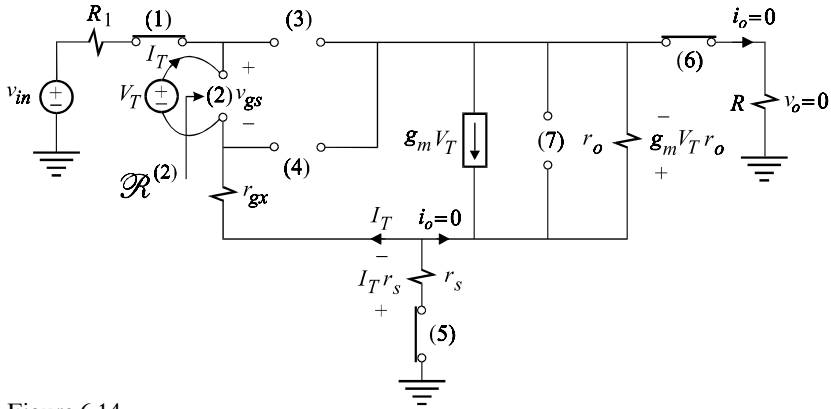 R1 (1) (3) io=0
IT + (6)
vin VT (2) vgs gmVT (7) ro − gmVTro R vo=0
− (4) +
ℛ(2) rgx
IT io=0
−
ITrs rs
+ (5)
Figure 6.14